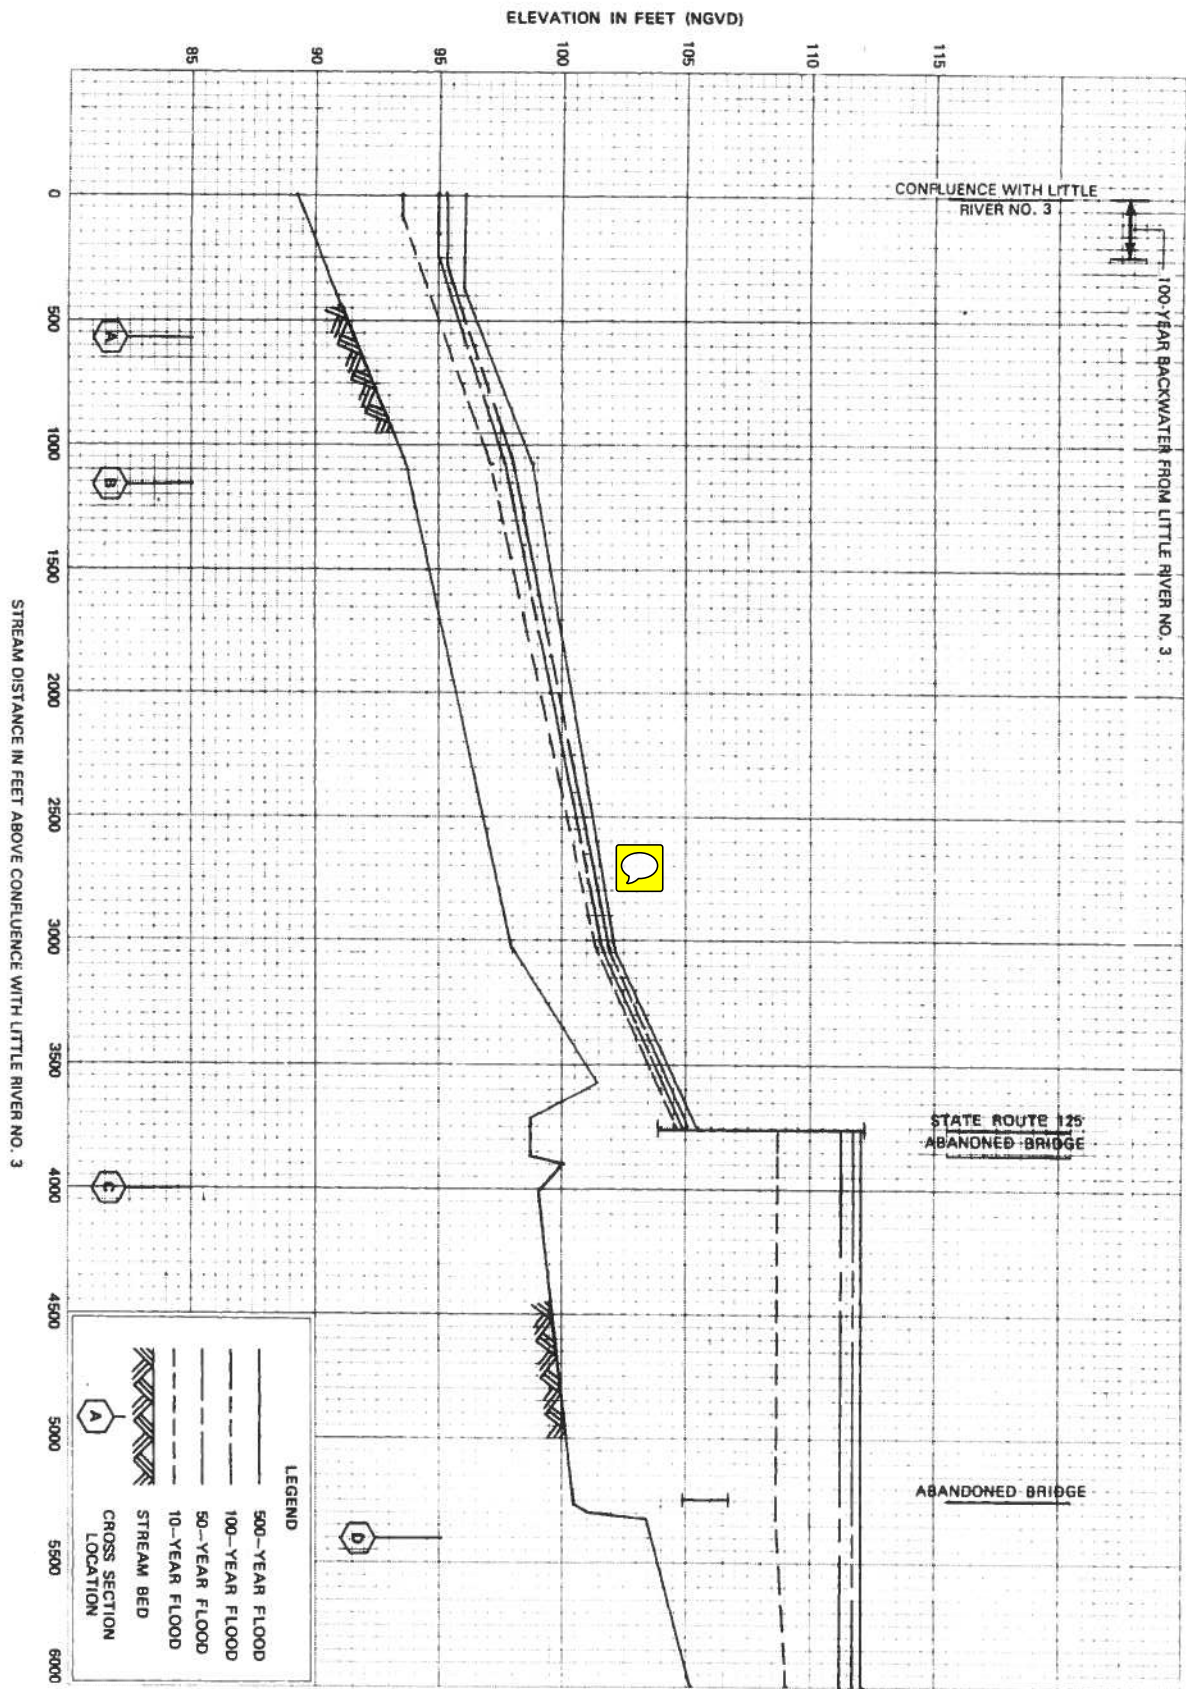 ELEVATION IN FEET (NGVD)
85
90
95
100
105
110
115
CONFLUENCE WITH LITTLE
RIVER NO. 3
100-YEAR BACKWATER FROM LITTLE RIVER NO. 3
STATE ROUTE 125
ABANDONED BRIDGE
ABANDONED BRIDGE
0
500
1000
1500
2000
2500
3000
3500
4000
4500
5000
5500
6000
STREAM DISTANCE IN FEET ABOVE CONFLUENCE WITH LITTLE RIVER NO. 3
A
B
C
D
LEGEND
500-YEAR FLOOD
100-YEAR FLOOD
50-YEAR FLOOD
10-YEAR FLOOD
STREAM BED
A
CROSS SECTION
LOCATION